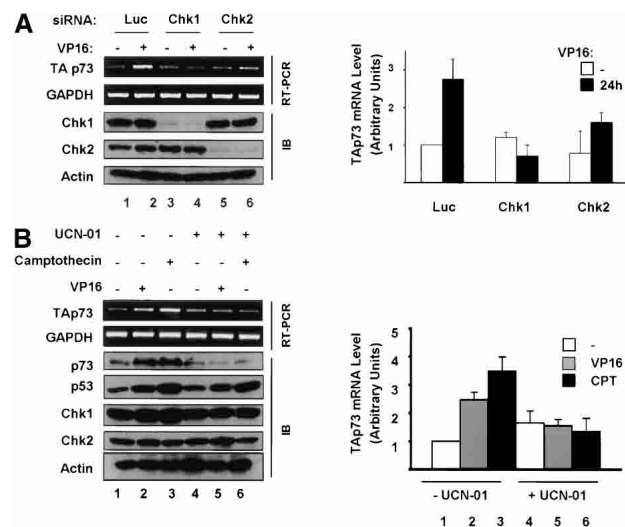 A
siRNA: Luc Chk1 Chk2
VP16: - + - + - +
TA p73
GAPDH
RT-PCR
Chk1
Chk2
Actin
IB
1 2 3 4 5 6
VP16:
-
24h
TAp73 mRNA Level
(Arbitrary Units)
3
2
1
Luc Chk1 Chk2
B
UCN-01 - - - + + +
Camptothecin - - + - - +
VP16 - + - - + -
TAp73
GAPDH
RT-PCR
p73
p53
Chk1
Chk2
Actin
IB
1 2 3 4 5 6
-
VP16
CPT
TAp73 mRNA Level
(Arbitrary Units)
5
4
3
2
1
- UCN-01 + UCN-01
1 2 3 4 5 6